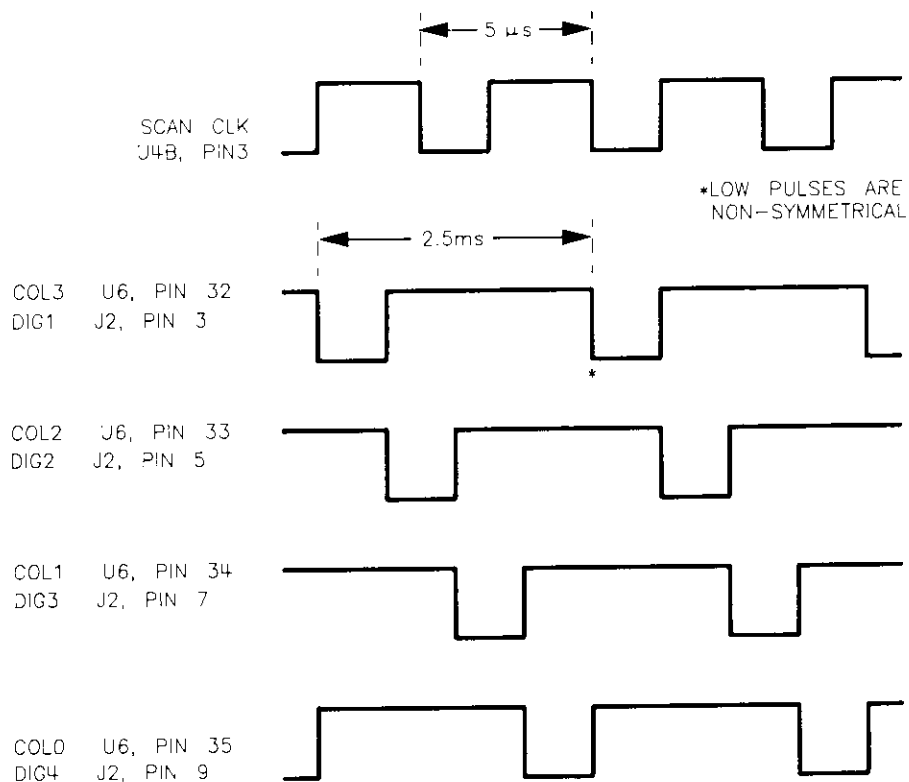 5 µs
SCAN CLK
U4B, PIN3
*LOW PULSES ARE
NON-SYMMETRICAL
2.5ms
COL3 U6, PIN 32
DIG1 J2, PIN 3
*
COL2 U6, PIN 33
DIG2 J2, PIN 5
COL1 U6, PIN 34
DIG3 J2, PIN 7
COL0 U6, PIN 35
DIG4 J2, PIN 9